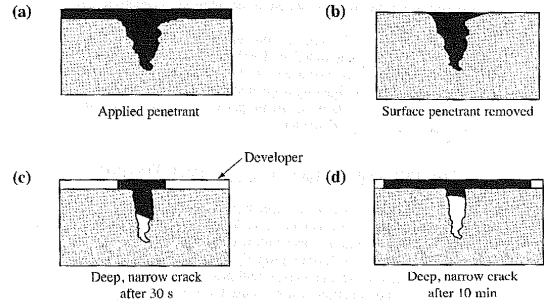 (a)
(b)
Applied penetrant
Surface penetrant removed
Developer
(c)
(d)
Deep, narrow crack
after 30 s
Deep, narrow crack
after 10 min